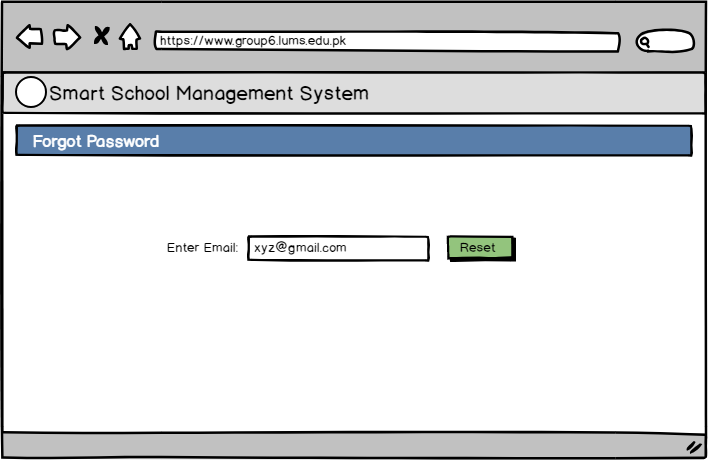 https://www.group6.lums.edu.pk
Smart School Management System
Forgot Password
Enter Email: xyz@gmail.com Reset